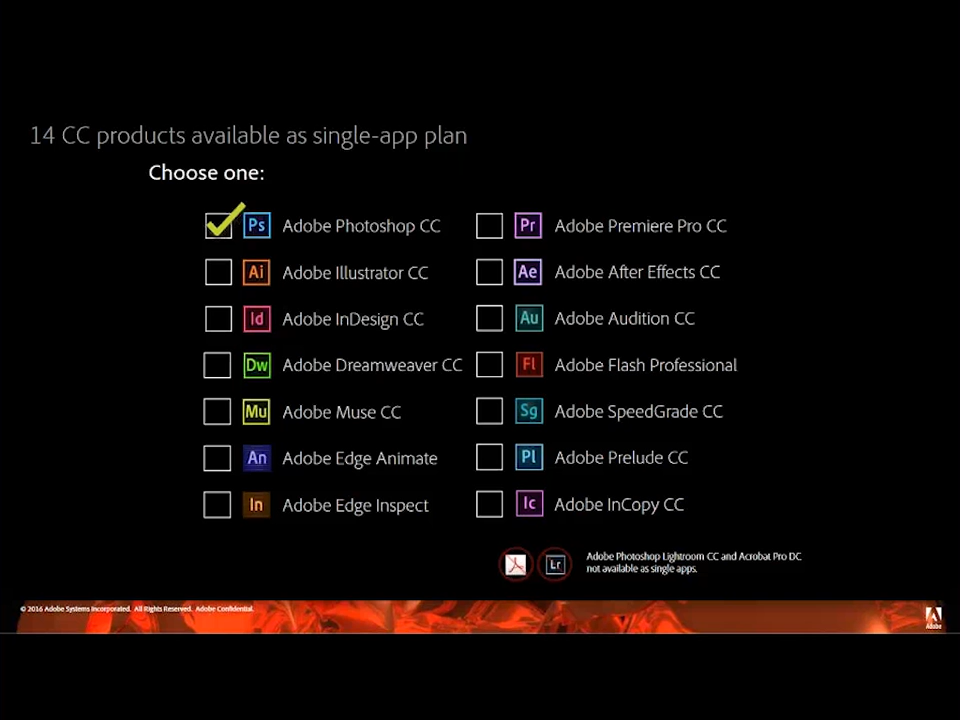 14 CC products available as single-app plan
Choose one:
Ps Adobe Photoshop CC
Pr Adobe Premiere Pro CC
Ai Adobe Illustrator CC
Ae Adobe After Effects CC
Id Adobe InDesign CC
Au Adobe Audition CC
Dw Adobe Dreamweaver CC
Fl Adobe Flash Professional
Mu Adobe Muse CC
Sg Adobe SpeedGrade CC
An Adobe Edge Animate
Pl Adobe Prelude CC
In Adobe Edge Inspect
Ic Adobe InCopy CC
Lr
Adobe Photoshop Lightroom CC and Acrobat Pro DC
not available as single apps.
© 2016 Adobe Systems Incorporated. All Rights Reserved. Adobe Confidential.
Adobe